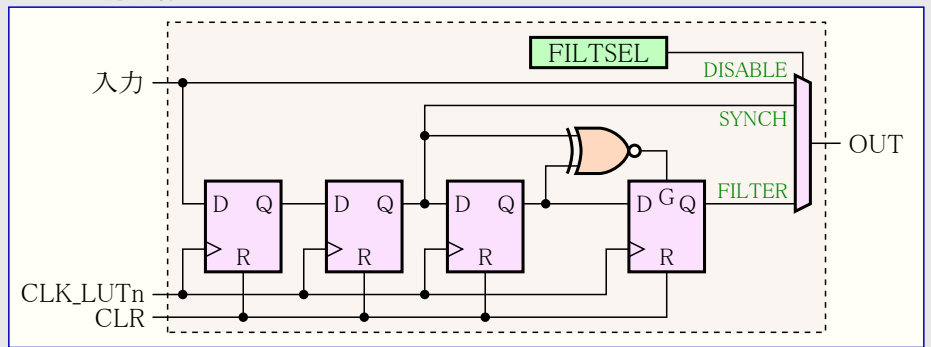 FILTSEL
入力
DISABLE
SYNCH
OUT
D Q
D Q
D Q
D G Q
FILTER
R
R
R
R
CLK_LUTn
CLR